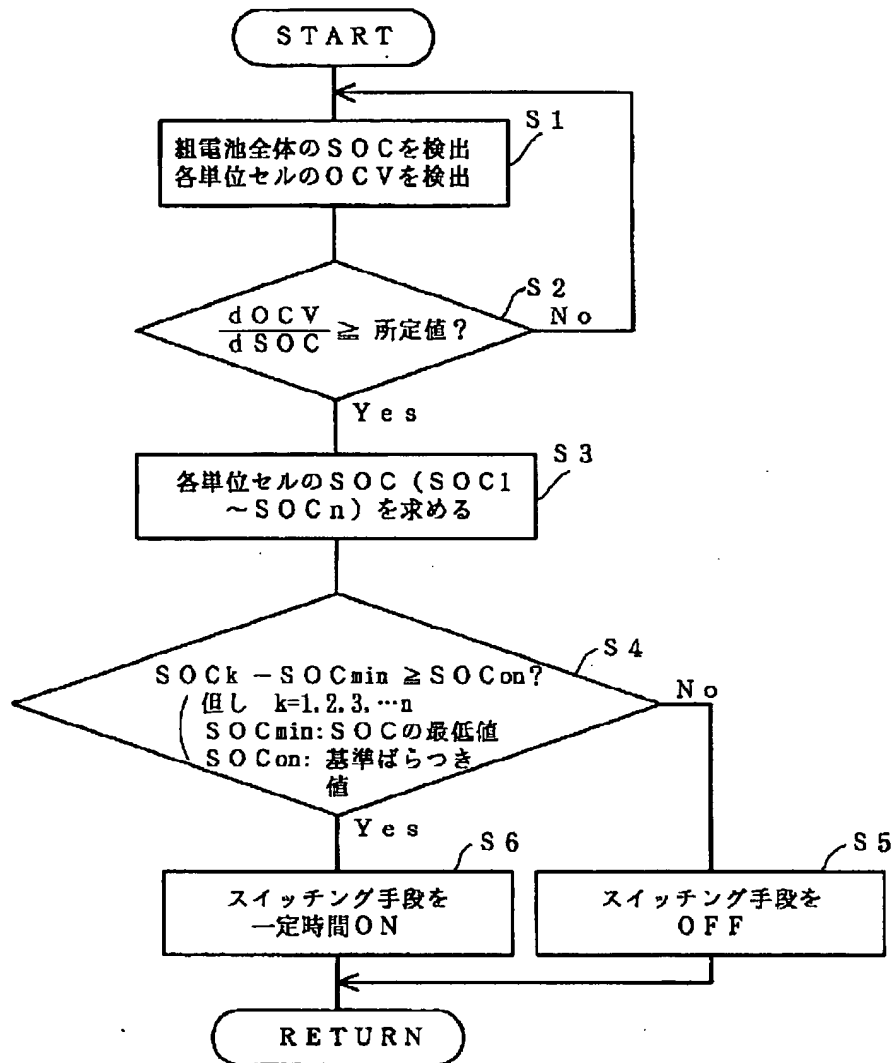 START
S1
組電池全体のSOCを検出
各単位セルのOCVを検出
S2
dOCV
dSOC
≧ 所定値?
No
Yes
S3
各単位セルのSOC(SOC1
~SOCn)を求める
S4
SOCk-SOCmin≧SOCon?
但し k=1.2.3.…n
SOCmin:SOCの最低値
SOCon:基準ばらつき
値
No
Yes
S6
S5
スイッチング手段を
一定時間ON
スイッチング手段を
OFF
RETURN